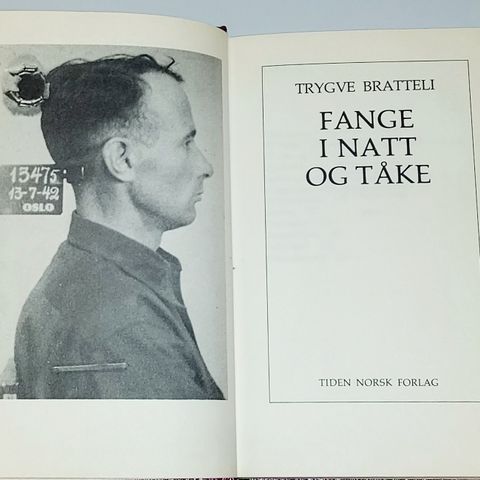 13475
13-7-42
OSLO
TRYGVE BRATTELI
FANGE
I NATT
OG TÅKE
TIDEN NORSK FORLAG